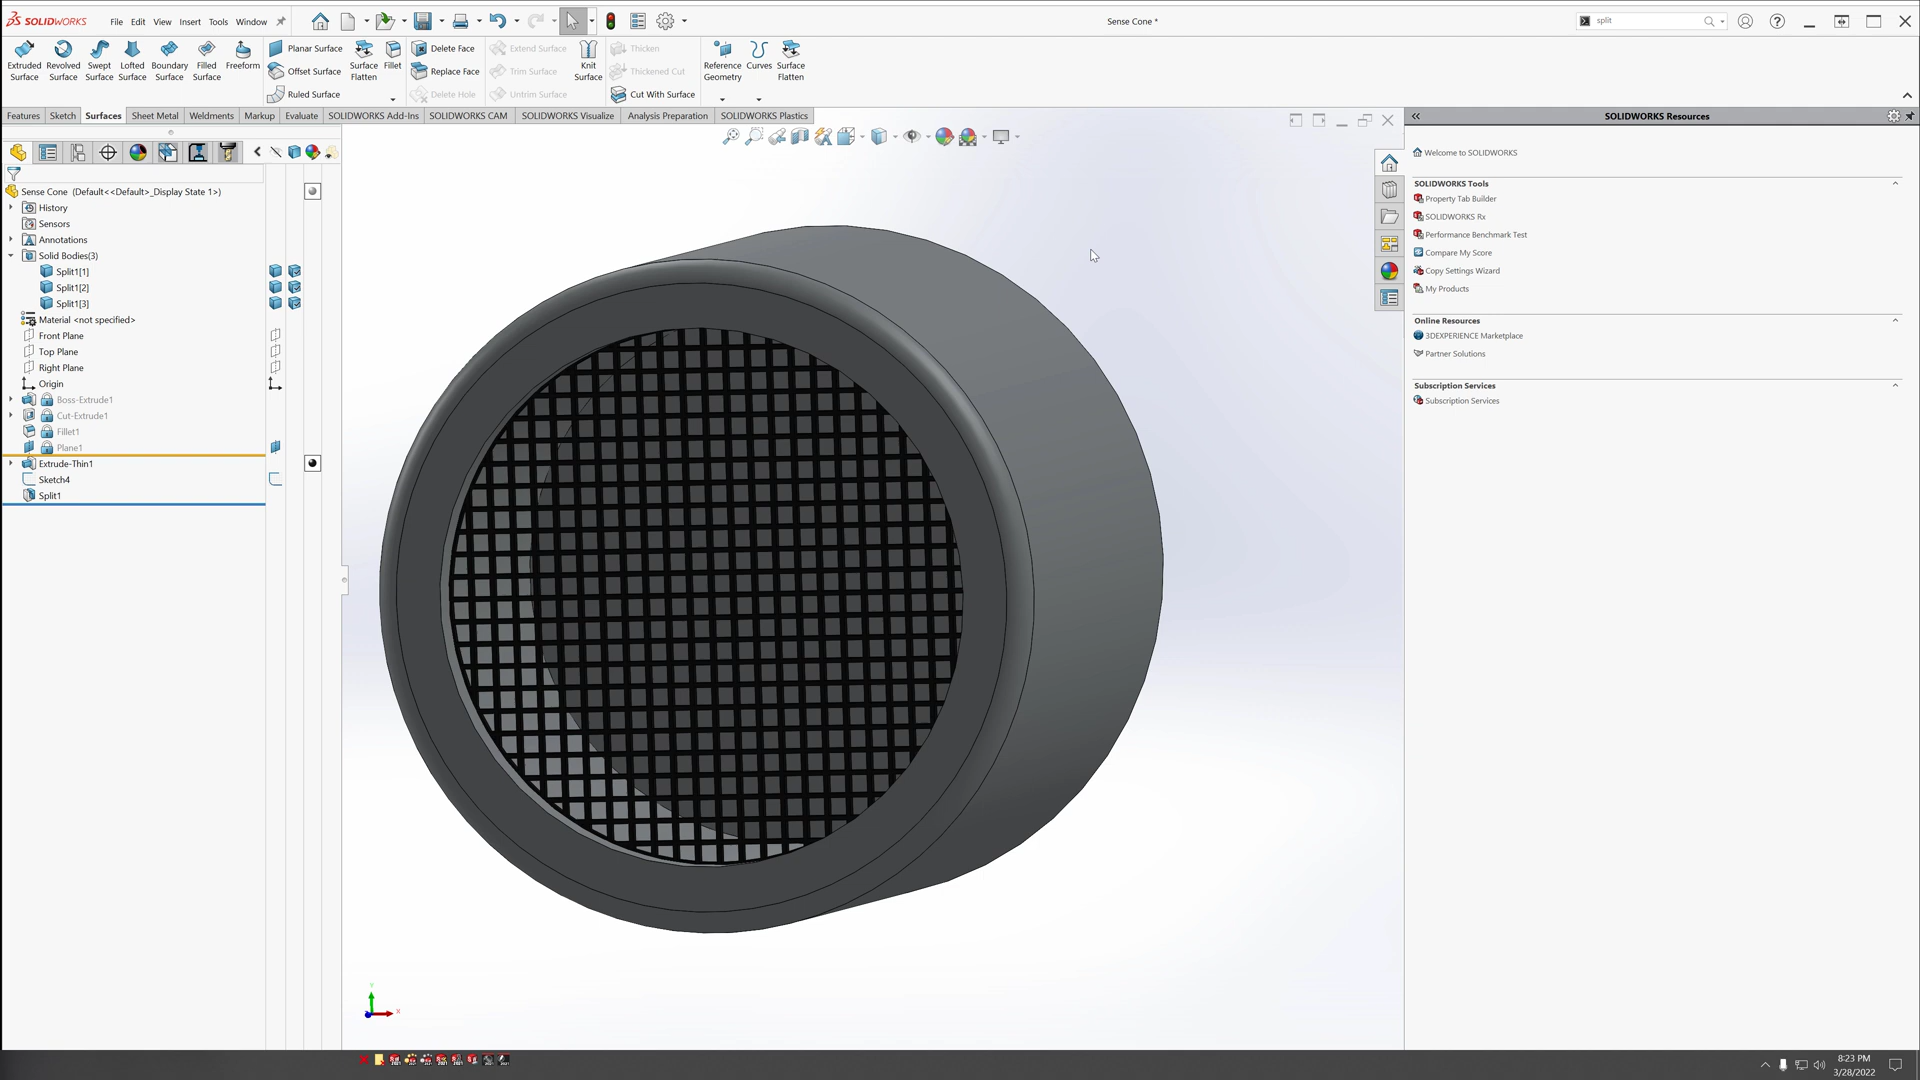 SOLIDWORKS File Edit View Insert Tools Window
Sense Cone *
split
Extruded Surface
Revolved Surface
Swept Surface
Lofted Surface
Boundary Surface
Filled Surface
Freeform
Planar Surface
Offset Surface
Ruled Surface
Surface Flatten
Fillet
Delete Face
Replace Face
Delete Hole
Extend Surface
Trim Surface
Untrim Surface
Knit Surface
Thicken
Thickened Cut
Cut With Surface
Reference Geometry
Curves
Surface Flatten
Features Sketch Surfaces Sheet Metal Weldments Markup Evaluate SOLIDWORKS Add-Ins SOLIDWORKS CAM SOLIDWORKS Visualize Analysis Preparation SOLIDWORKS Plastics
Sense Cone (Default<<Default>_Display State 1>)
History
Sensors
Annotations
Solid Bodies(3)
Split1[1]
Split1[2]
Split1[3]
Material <not specified>
Front Plane
Top Plane
Right Plane
Origin
Boss-Extrude1
Cut-Extrude1
Fillet1
Plane1
Extrude-Thin1
Sketch4
Split1
SOLIDWORKS Resources
Welcome to SOLIDWORKS
SOLIDWORKS Tools
Property Tab Builder
SOLIDWORKS Rx
Performance Benchmark Test
Compare My Score
Copy Settings Wizard
My Products
Online Resources
3DEXPERIENCE Marketplace
Partner Solutions
Subscription Services
Subscription Services
Y
X
8:23 PM
3/28/2022